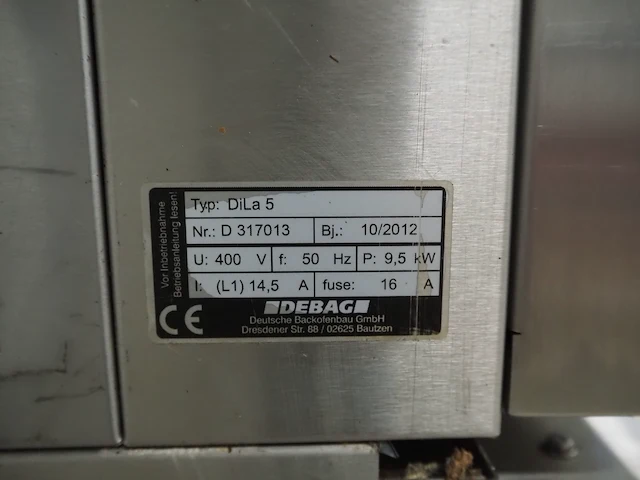 Vor Inbetriebnahme
Betriebsanleitung lesen!
Typ: DiLa 5
Nr.: D 317013 Bj.: 10/2012
U: 400 V f: 50 Hz P: 9,5 kW
I: (L1) 14,5 A fuse: 16 A
CE
DEBAG
Deutsche Backofenbau GmbH
Dresdener Str. 88 / 02625 Bautzen